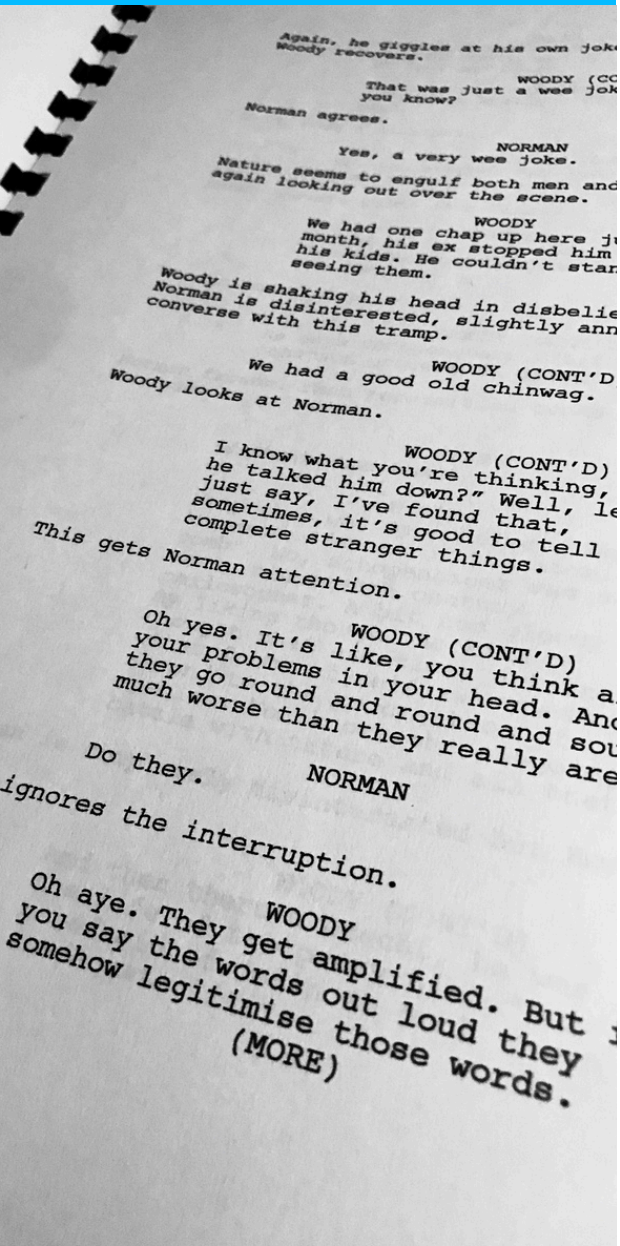 Again, he giggles at his own
Woody recovers.
WOODY
That was just a wee
you know?
Norman agrees.
NORMAN
Yes, a very wee joke.
Nature seems to engulf both men and
again looking out over the scene.
WOODY
We had one chap up here
month, his ex stopped him
his kids. He couldn't
seeing them.
Woody is shaking his head in
Norman is disinterested, slightly
converse with this tramp.
WOODY (CONT'D
We had a good old chinwag.
Woody looks at Norman.
WOODY (CONT'D)
I know what you're thinking,
he talked him down?" Well,
just say, I've found that,
sometimes, it's good to tell
complete stranger things.
This gets Norman attention.
WOODY (CONT'D)
Oh yes. It's like, you think
your problems in your head.
they go round and round and
much worse than they really are
NORMAN
Do they.
ignores the interruption.
WOODY
Oh aye. They get amplified. But
you say the words out loud they
somehow legitimise those words.
(MORE)